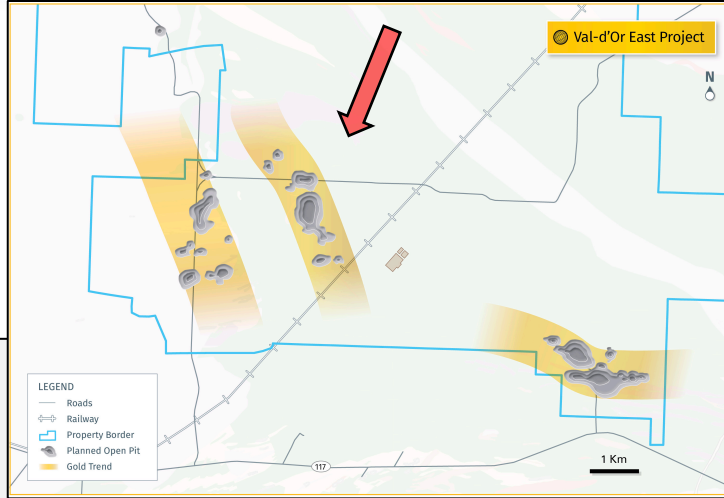 Val-d'Or East Project
N
LEGEND
Roads
Railway
Property Border
Planned Open Pit
Gold Trend
117
1 Km